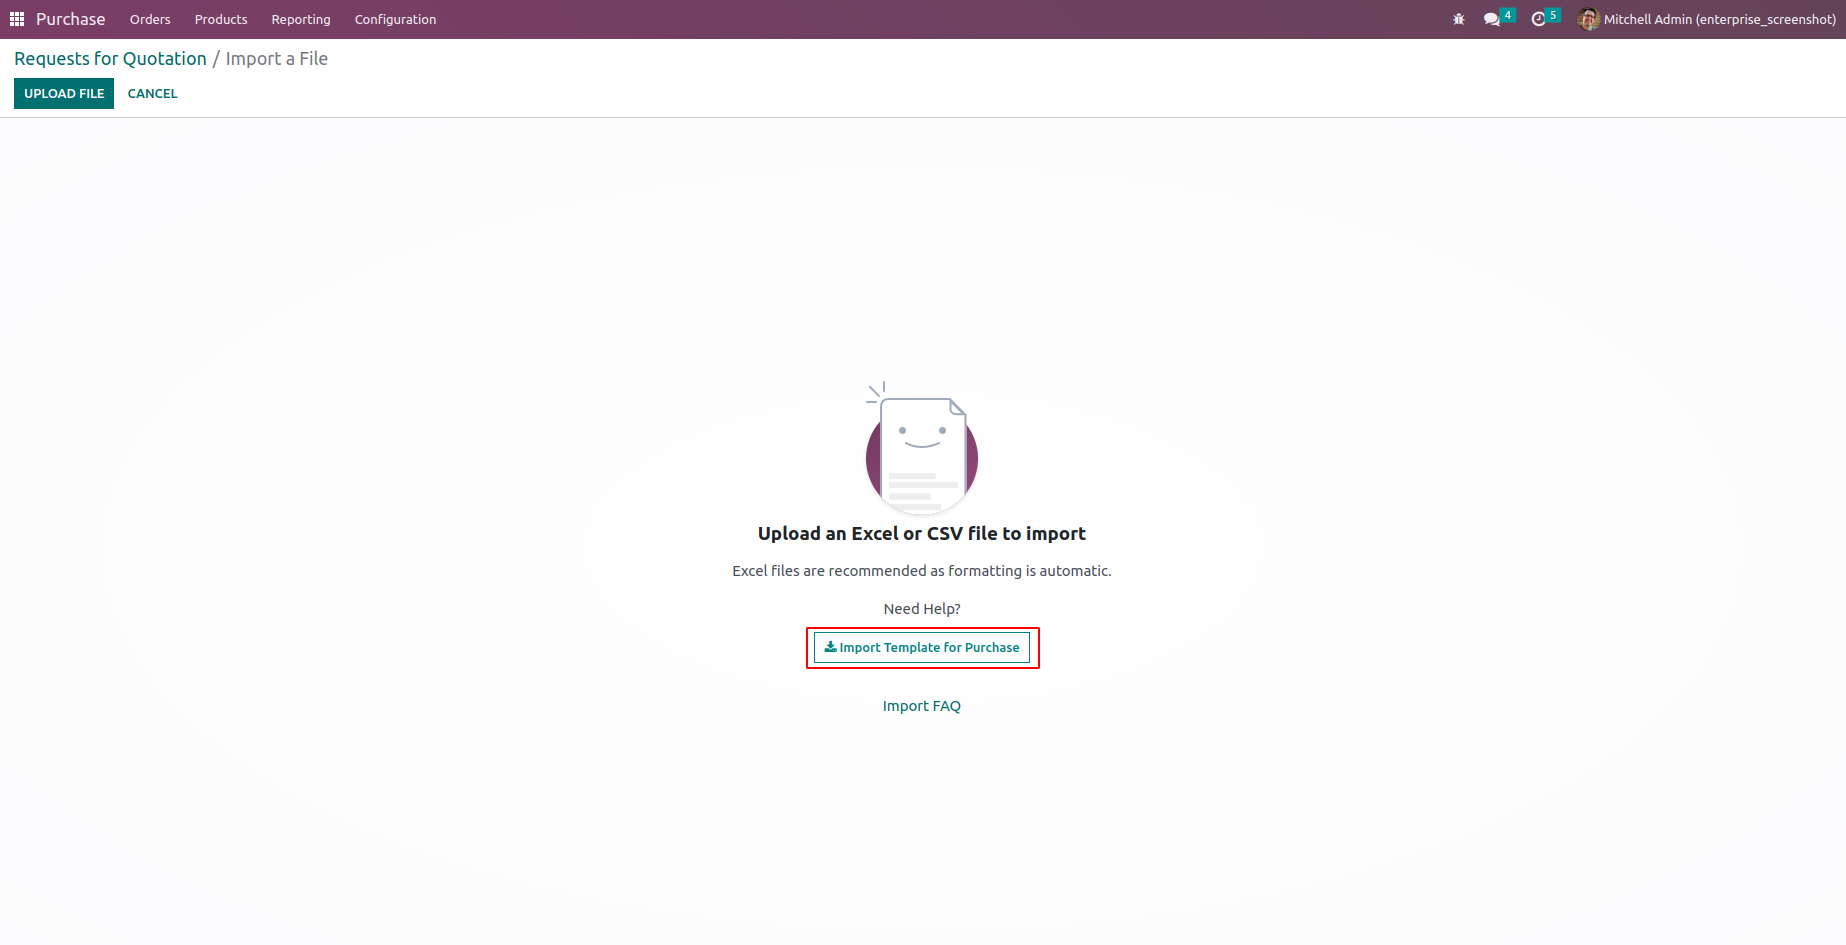 Purchase Orders Products Reporting Configuration 4 5 Mitchell Admin (enterprise_screenshot)
Requests for Quotation / Import a File
UPLOAD FILE CANCEL
Upload an Excel or CSV file to import
Excel files are recommended as formatting is automatic.
Need Help?
Import Template for Purchase
Import FAQ